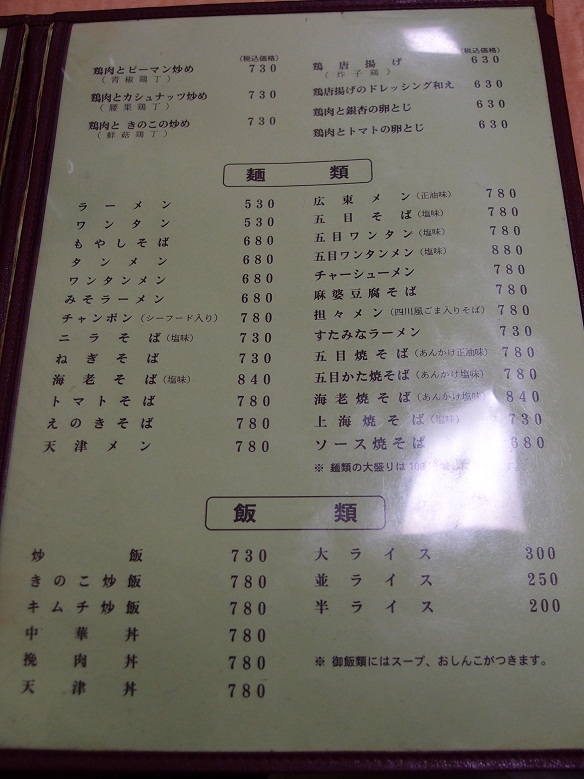 (税込価格)
鶏肉とピーマン炒め 730
(青椒鶏丁)
鶏肉とカシュナッツ炒め 730
(腰果鶏丁)
鶏肉ときのこの炒め 730
(鮮菇鶏丁)
(税込価格)
鶏唐揚げ 630
(炸子鶏)
鶏唐揚げのドレッシング和え 630
鶏肉と銀杏の卵とじ 630
鶏肉とトマトの卵とじ 630
麺類
ラーメン 530
ワンタン 530
もやしそば 680
タンメン 680
ワンタンメン 680
みそラーメン 680
チャンポン(シーフード入り) 780
ニラそば(塩味) 730
ねぎそば 730
海老そば(塩味) 840
トマトそば 780
えのきそば 780
天津メン 780
広東メン(正油味) 780
五目そば(塩味) 780
五目ワンタン(塩味) 780
五目ワンタンメン(塩味) 880
チャーシューメン 780
麻婆豆腐そば 780
担々メン(四川風ごま入りそば) 780
すたみなラーメン 730
五目焼そば(あんかけ正油味) 780
五目かた焼そば(あんかけ塩味) 780
海老焼そば(あんかけ塩味) 840
上海焼そば(塩味) 730
ソース焼そば 680
※ 麺類の大盛りは100
飯類
炒飯 730
きのこ炒飯 780
キムチ炒飯 780
中華丼 780
挽肉丼 780
天津丼 780
大ライス 300
並ライス 250
半ライス 200
※ 御飯類にはスープ、おしんこがつきます。